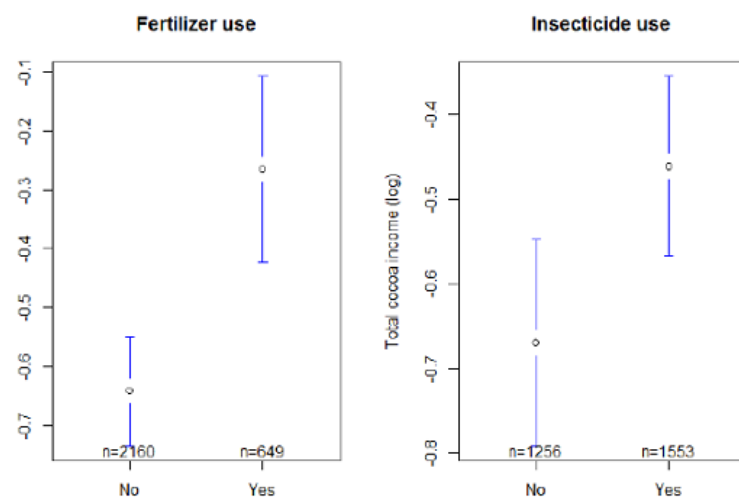 Fertilizer use
-0.1
-0.2
-0.3
-0.4
-0.5
-0.6
-0.7
n=2160 n=649
No Yes
Insecticide use
Total cocoa income (log)
-0.4
-0.5
-0.6
-0.7
-0.8
n=1256 n=1553
No Yes